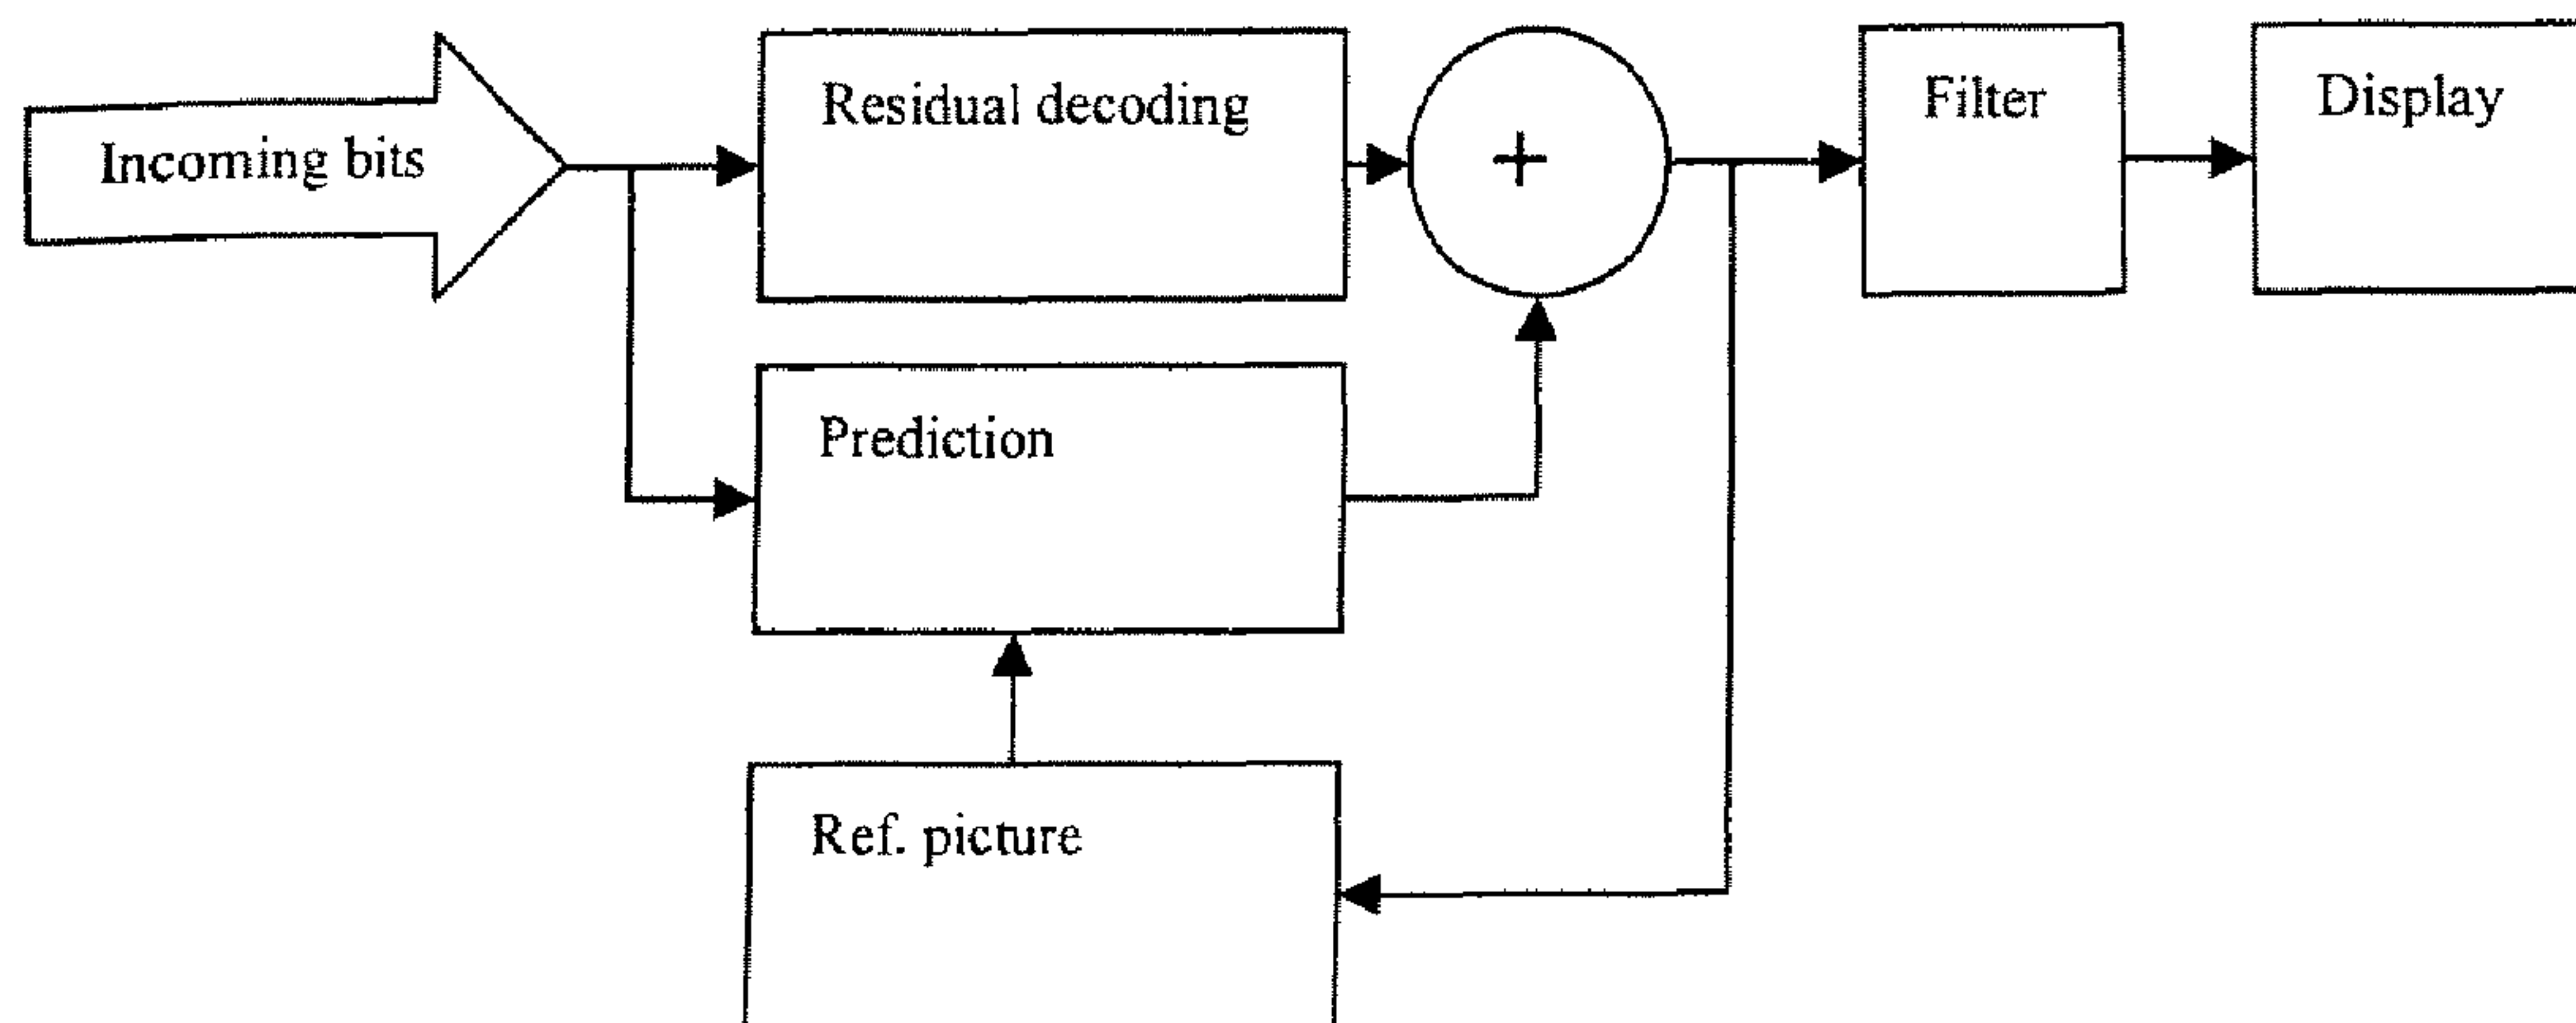 Incoming bits
Residual decoding
+
Filter
Display
Prediction
Ref. picture